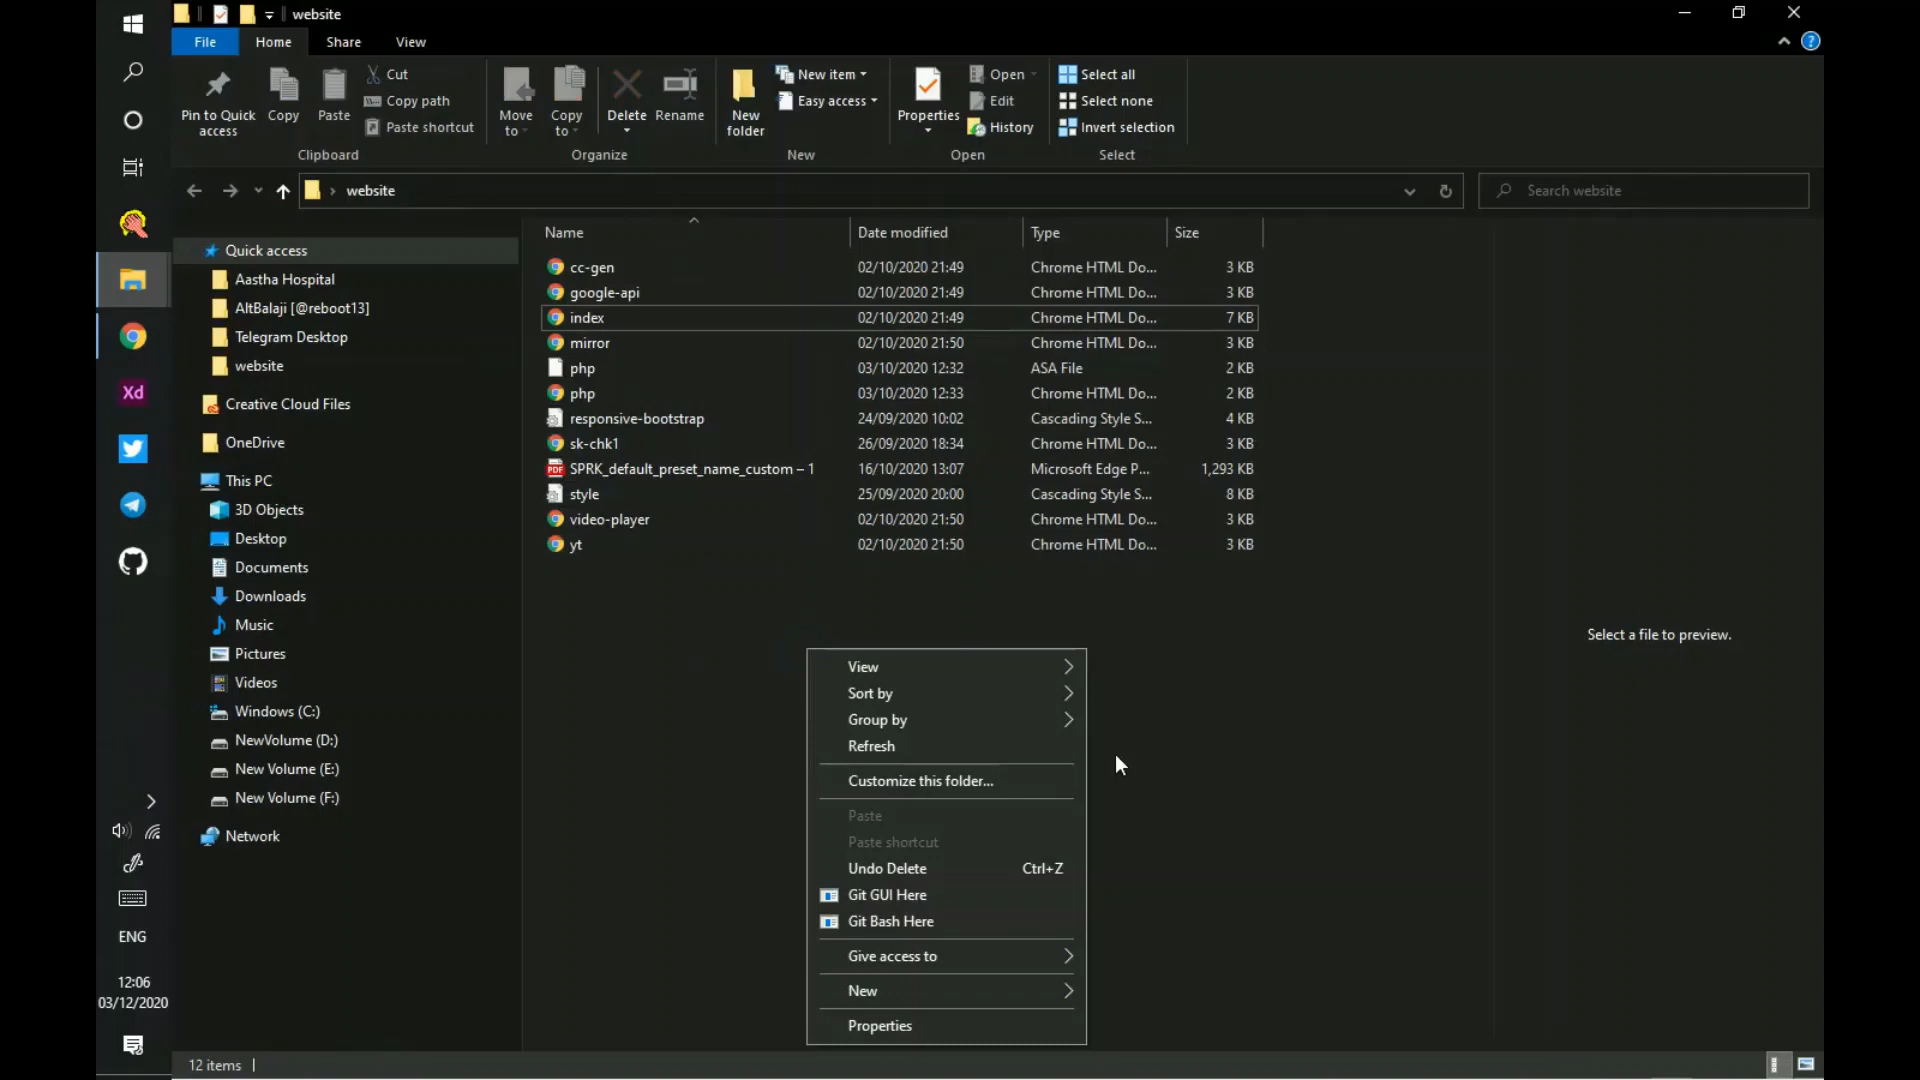 website
File Home Share View
Pin to Quick access
Copy
Paste
Cut
Copy path
Paste shortcut
Clipboard
Move to
Copy to
Delete
Rename
Organize
New folder
New item
Easy access
New
Properties
Open
Edit
History
Open
Select all
Select none
Invert selection
Select
website
Search website
Name Date modified Type Size
Quick access
Aastha Hospital
AltBalaji [@reboot13]
Telegram Desktop
website
Creative Cloud Files
OneDrive
This PC
3D Objects
Desktop
Documents
Downloads
Music
Pictures
Videos
Windows (C:)
NewVolume (D:)
New Volume (E:)
New Volume (F:)
Network
cc-gen 02/10/2020 21:49 Chrome HTML Do... 3 KB
google-api 02/10/2020 21:49 Chrome HTML Do... 3 KB
index 02/10/2020 21:49 Chrome HTML Do... 7 KB
mirror 02/10/2020 21:50 Chrome HTML Do... 3 KB
php 03/10/2020 12:32 ASA File 2 KB
php 03/10/2020 12:33 Chrome HTML Do... 2 KB
responsive-bootstrap 24/09/2020 10:02 Cascading Style S... 4 KB
sk-chk1 26/09/2020 18:34 Chrome HTML Do... 3 KB
PDF SPRK_default_preset_name_custom – 1 16/10/2020 13:07 Microsoft Edge P... 1,293 KB
style 25/09/2020 20:00 Cascading Style S... 8 KB
video-player 02/10/2020 21:50 Chrome HTML Do... 3 KB
yt 02/10/2020 21:50 Chrome HTML Do... 3 KB
Select a file to preview.
View
Sort by
Group by
Refresh
Customize this folder...
Paste
Paste shortcut
Undo Delete Ctrl+Z
Git GUI Here
Git Bash Here
Give access to
New
Properties
Xd
ENG
12:06
03/12/2020
12 items